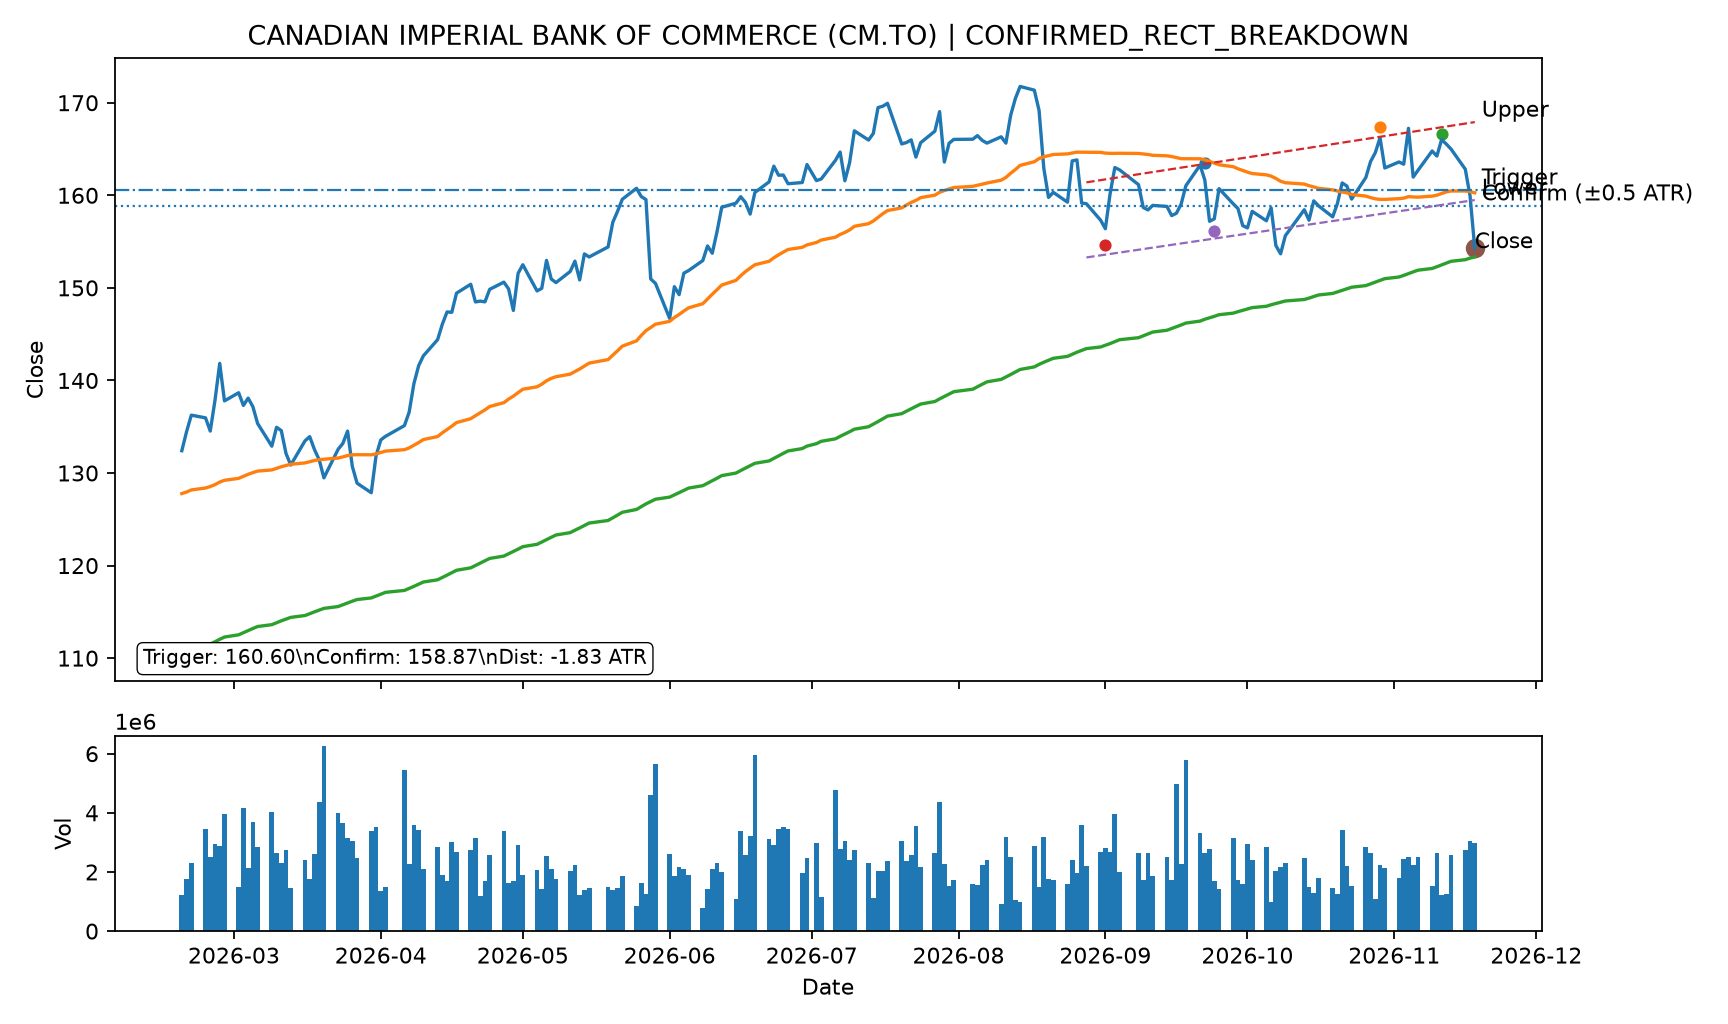 CANADIAN IMPERIAL BANK OF COMMERCE (CM.TO) | CONFIRMED_RECT_BREAKDOWN
Close
170
160
150
140
130
120
110
Upper
Trigger
Lower
Confirm (±0.5 ATR)
Close
Trigger: 160.60\nConfirm: 158.87\nDist: -1.83 ATR
1e6
Vol
6
4
2
0
2026-03
2026-04
2026-05
2026-06
2026-07
2026-08
2026-09
2026-10
2026-11
2026-12
Date